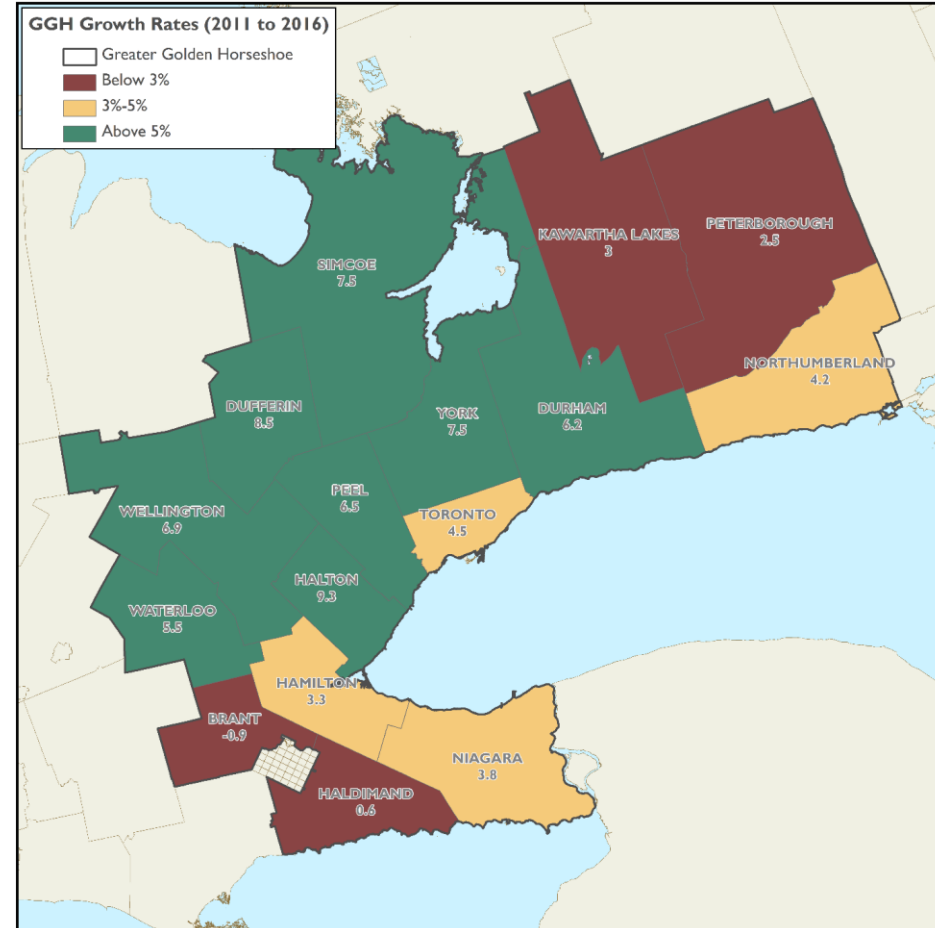 GGH Growth Rates (2011 to 2016)
Greater Golden Horseshoe
Below 3%
3%-5%
Above 5%
PETERBOROUGH
2.5
KAWARTHA LAKES
3
SIMCOE
7.5
NORTHUMBERLAND
4.2
DUFFERIN
8.5
YORK
7.5
DURHAM
6.2
PEEL
6.5
WELLINGTON
6.9
TORONTO
4.5
HALTON
9.3
WATERLOO
5.5
HAMILTON
3.3
BRANT
-0.9
NIAGARA
3.8
HALDIMAND
0.6